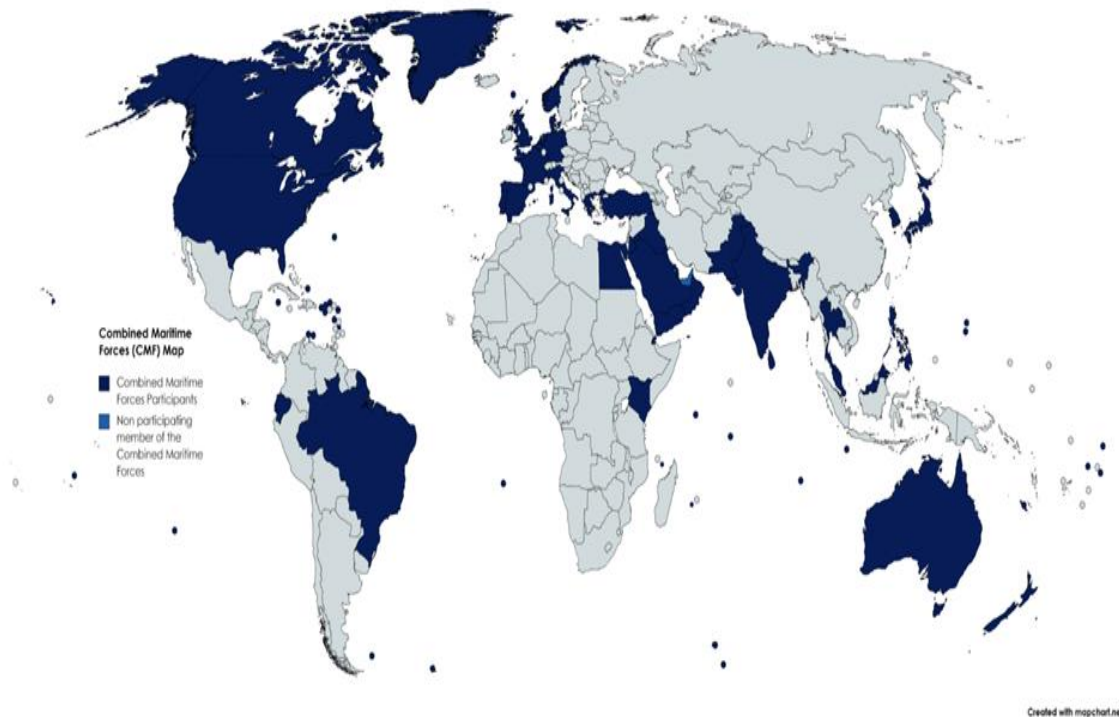 Combined Maritime
Forces (CMF) Map
Combined Maritime
Forces Participants
Non participating
member of the
Combined Maritime
Forces
Created with mapchart.ne